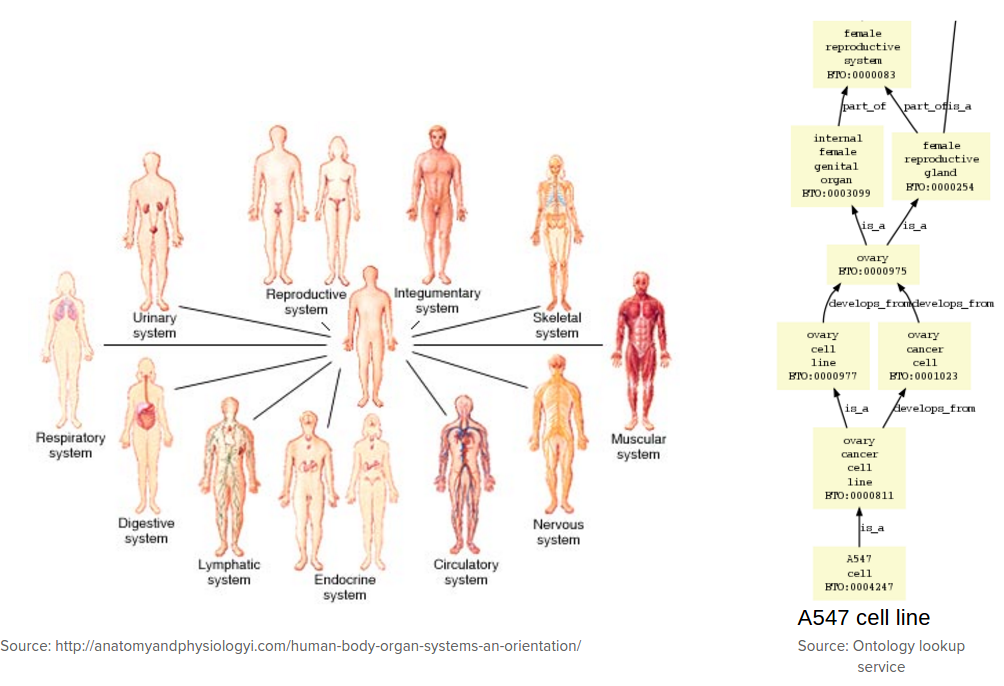 Urinary
system
Reproductive
system
Integumentary
system
Skeletal
system
Respiratory
system
Muscular
system
Digestive
system
Lymphatic
system
Endocrine
system
Circulatory
system
Nervous
system
Source: http://anatomyandphysiologyi.com/human-body-organ-systems-an-orientation/
female
reproductive
system
BTO:0000083
part_of
part_of
is_a
internal
female
genital
organ
BTO:0003099
female
reproductive
gland
BTO:0000254
is_a
is_a
ovary
BTO:0000975
develops_from
develops_from
ovary
cell
line
BTO:0000977
ovary
cancer
cell
BTO:0001023
is_a
develops_from
ovary
cancer
cell
line
BTO:0000811
is_a
A547
cell
BTO:0004247
A547 cell line
Source: Ontology lookup
service